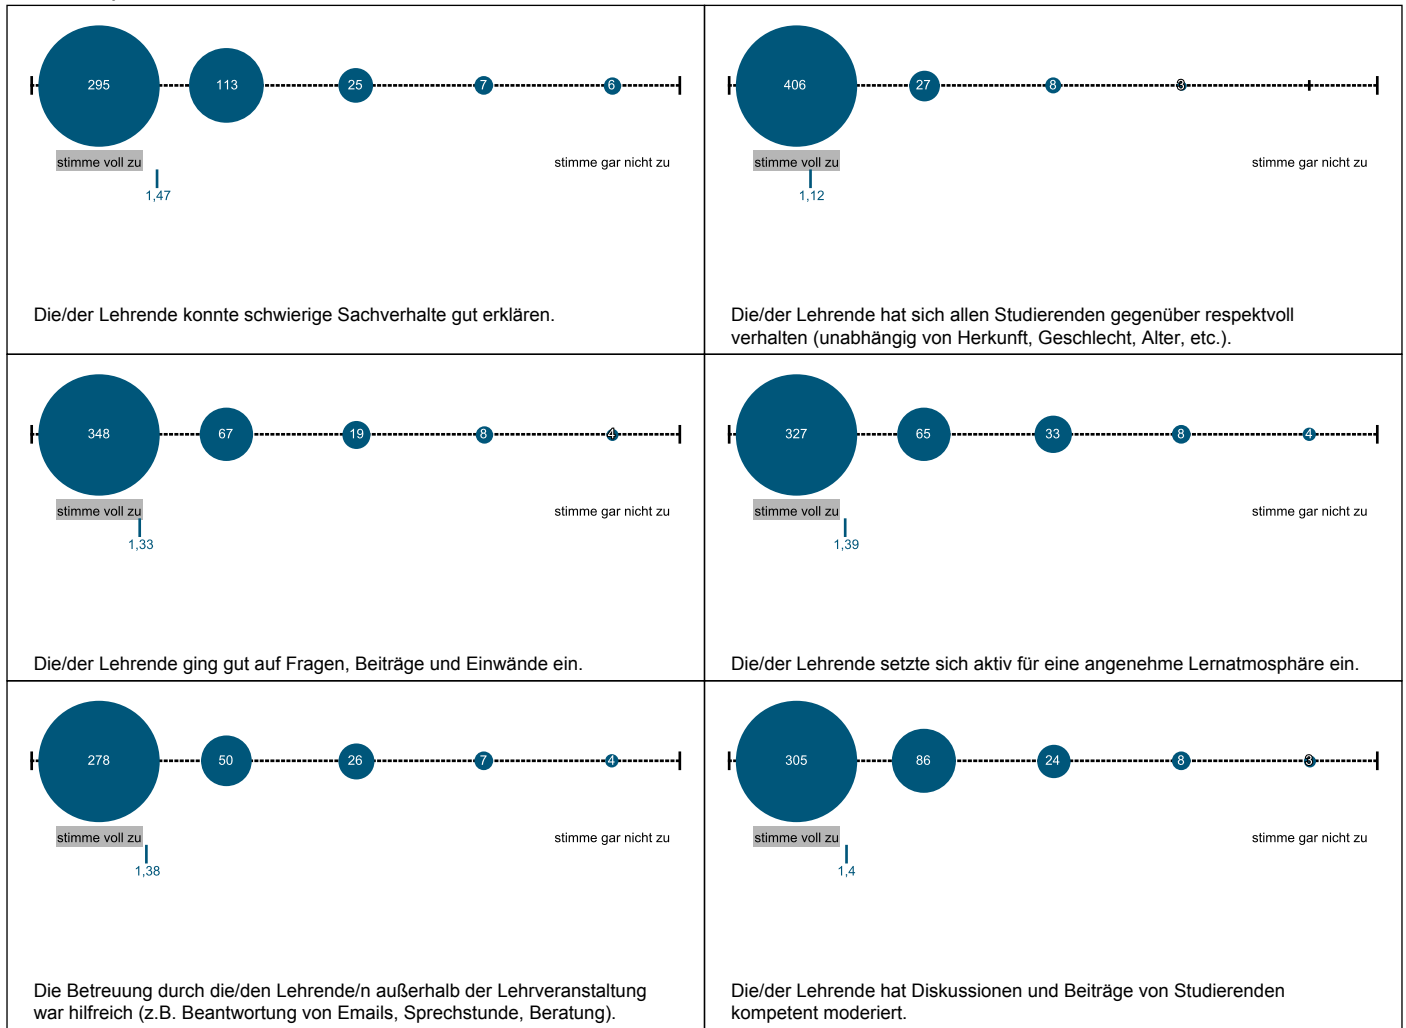 295 113 25 7 6
stimme voll zu stimme gar nicht zu
1,47
Die/der Lehrende konnte schwierige Sachverhalte gut erklären.
406 27 8 3
stimme voll zu stimme gar nicht zu
1,12
Die/der Lehrende hat sich allen Studierenden gegenüber respektvoll
verhalten (unabhängig von Herkunft, Geschlecht, Alter, etc.).
348 67 19 8 4
stimme voll zu stimme gar nicht zu
1,33
Die/der Lehrende ging gut auf Fragen, Beiträge und Einwände ein.
327 65 33 8 4
stimme voll zu stimme gar nicht zu
1,39
Die/der Lehrende setzte sich aktiv für eine angenehme Lernatmosphäre ein.
278 50 26 7 4
stimme voll zu stimme gar nicht zu
1,38
Die Betreuung durch die/den Lehrende/n außerhalb der Lehrveranstaltung
war hilfreich (z.B. Beantwortung von Emails, Sprechstunde, Beratung).
305 86 24 8 3
stimme voll zu stimme gar nicht zu
1,4
Die/der Lehrende hat Diskussionen und Beiträge von Studierenden
kompetent moderiert.